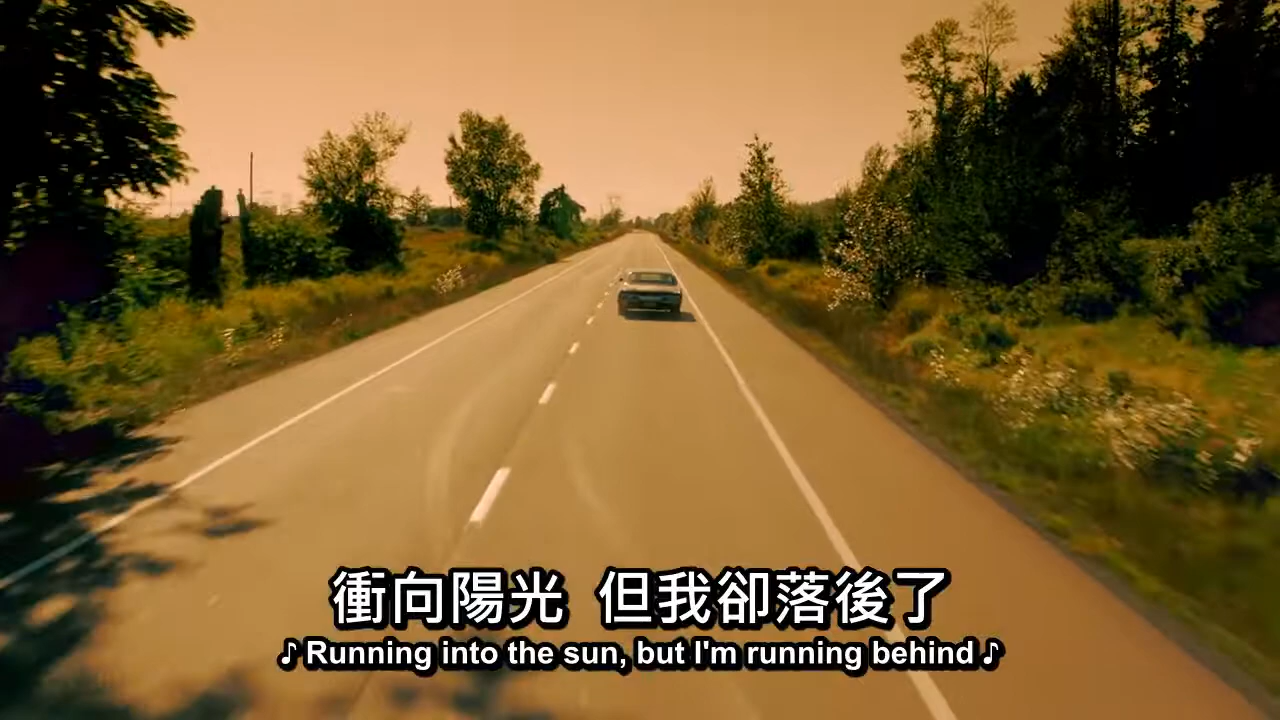 衝向陽光 但我卻落後了
♪ Running into the sun, but I'm running behind ♪